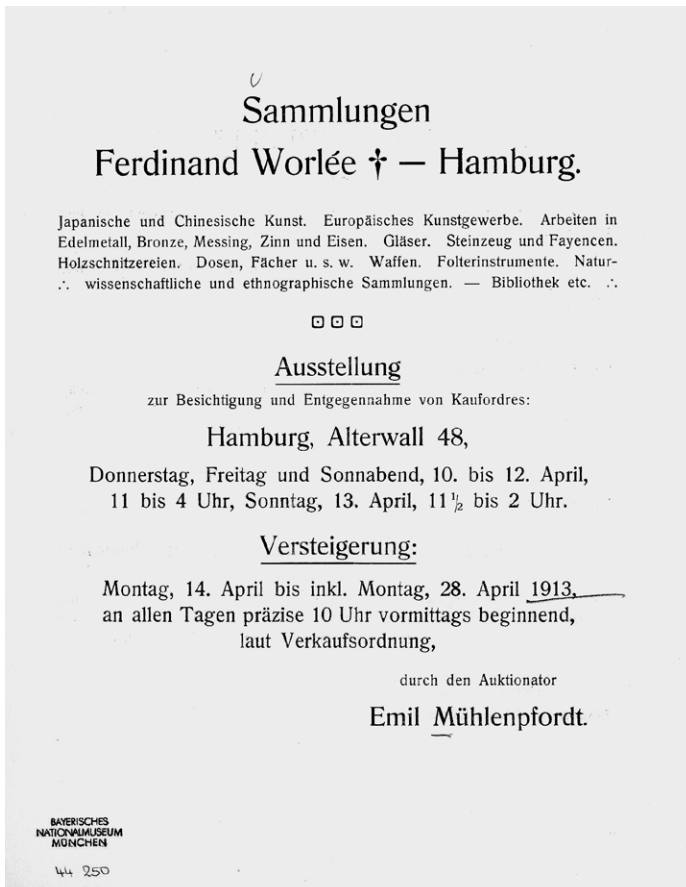 Sammlungen
Ferdinand Worlée † — Hamburg.
Japanische und Chinesische Kunst. Europäisches Kunstgewerbe. Arbeiten in
Edelmetall, Bronze, Messing, Zinn und Eisen. Gläser. Steinzeug und Fayencen.
Holzschnitzereien. Dosen, Fächer u. s. w. Waffen. Folterinstrumente. Natur-
∴ wissenschaftliche und ethnographische Sammlungen. — Bibliothek etc. ∴
Ausstellung
zur Besichtigung und Entgegennahme von Kaufordres:
Hamburg, Alterwall 48,
Donnerstag, Freitag und Sonnabend, 10. bis 12. April,
11 bis 4 Uhr, Sonntag, 13. April, 11 1/2 bis 2 Uhr.
Versteigerung:
Montag, 14. April bis inkl. Montag, 28. April 1913,
an allen Tagen präzise 10 Uhr vormittags beginnend,
laut Verkaufsordnung,
durch den Auktionator
Emil Mühlenpfordt.
BAYERISCHES
NATIONALMUSEUM
MÜNCHEN
44 250